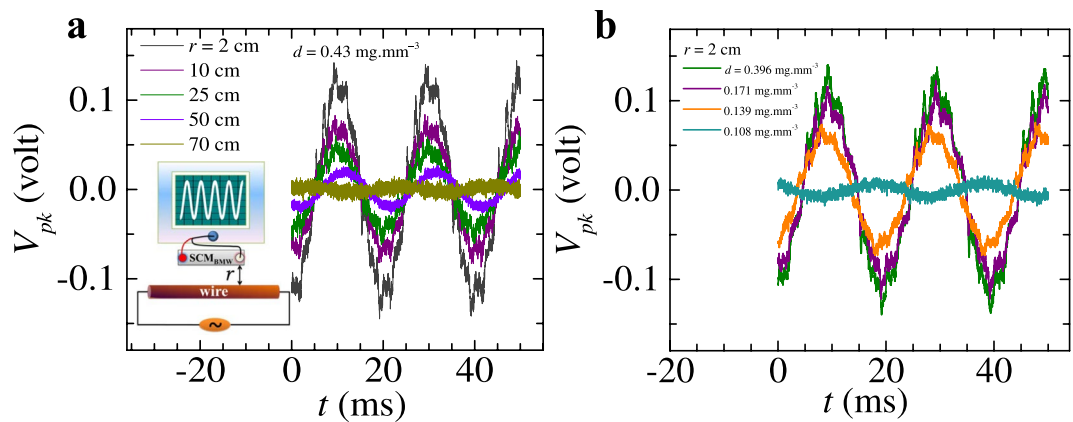 a
r = 2 cm
10 cm
25 cm
50 cm
70 cm
d = 0.43 mg.mm⁻³
0.1
0.0
-0.1
V_pk (volt)
SCM_BMW
r
wire
~
-20 0 20 40
t (ms)
b
r = 2 cm
d = 0.396 mg.mm⁻³
0.171 mg.mm⁻³
0.139 mg.mm⁻³
0.108 mg.mm⁻³
0.1
0.0
-0.1
V_pk (volt)
-20 0 20 40
t (ms)